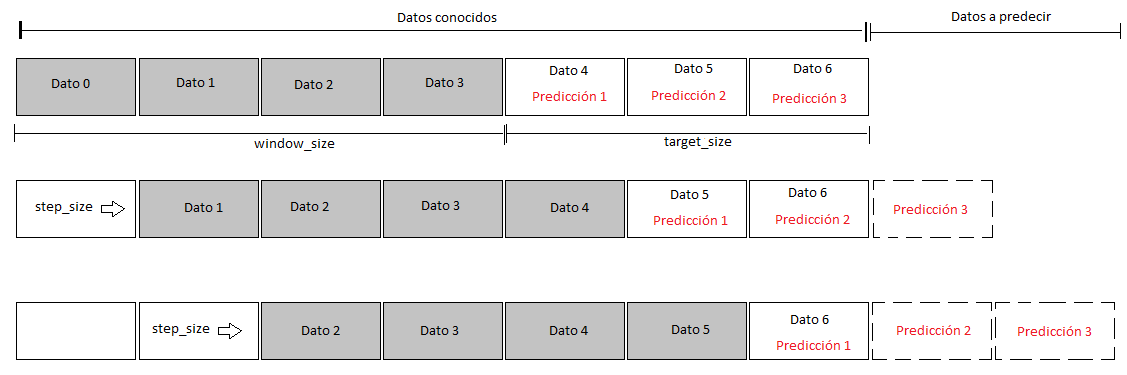 Datos conocidos
Datos a predecir
Dato 0
Dato 1
Dato 2
Dato 3
Dato 4
Predicción 1
Dato 5
Predicción 2
Dato 6
Predicción 3
window_size
target_size
step_size
Dato 1
Dato 2
Dato 3
Dato 4
Dato 5
Predicción 1
Dato 6
Predicción 2
Predicción 3
step_size
Dato 2
Dato 3
Dato 4
Dato 5
Dato 6
Predicción 1
Predicción 2
Predicción 3